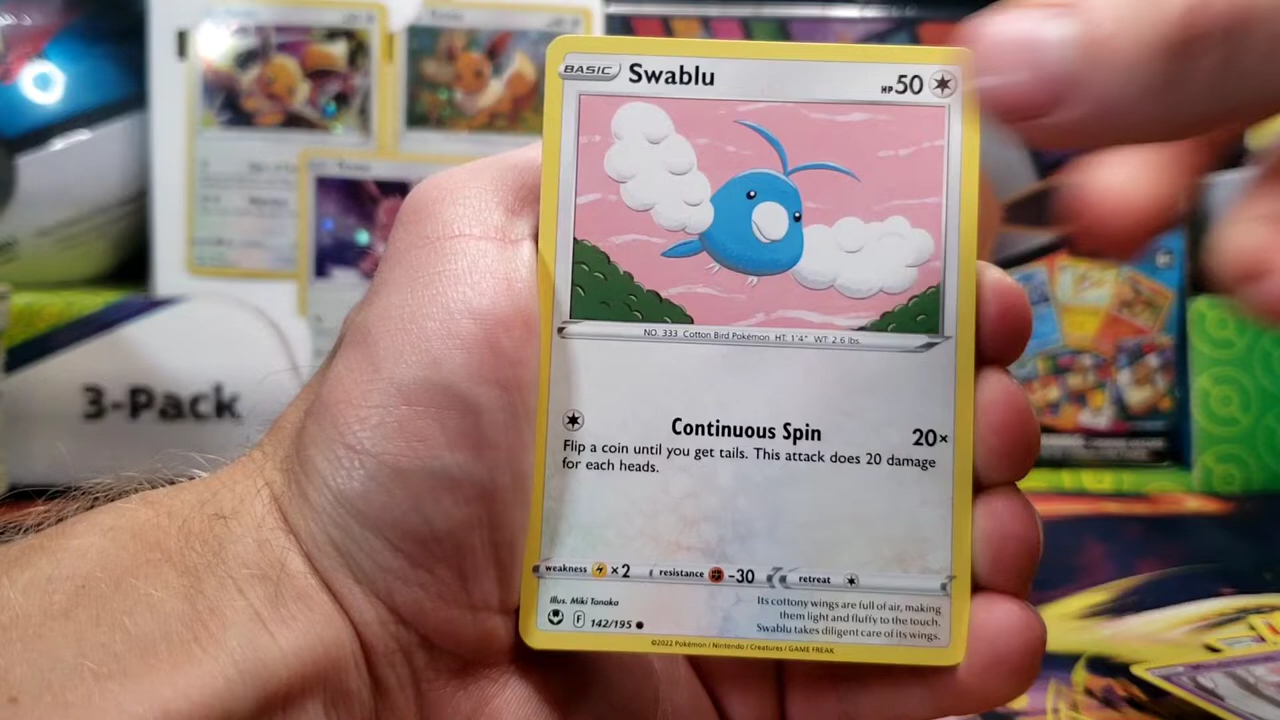 BASIC Swablu HP 50
NO. 333 Cotton Bird Pokémon HT: 1'4" WT: 2.6 lbs.
Continuous Spin 20×
Flip a coin until you get tails. This attack does 20 damage
for each heads.
weakness ×2 resistance -30 retreat
Illus. Miki Tanaka
F 142/195
Its cottony wings are full of air, making
them light and fluffy to the touch.
Swablu takes diligent care of its wings.
©2022 Pokémon / Nintendo / Creatures / GAME FREAK
3-Pack